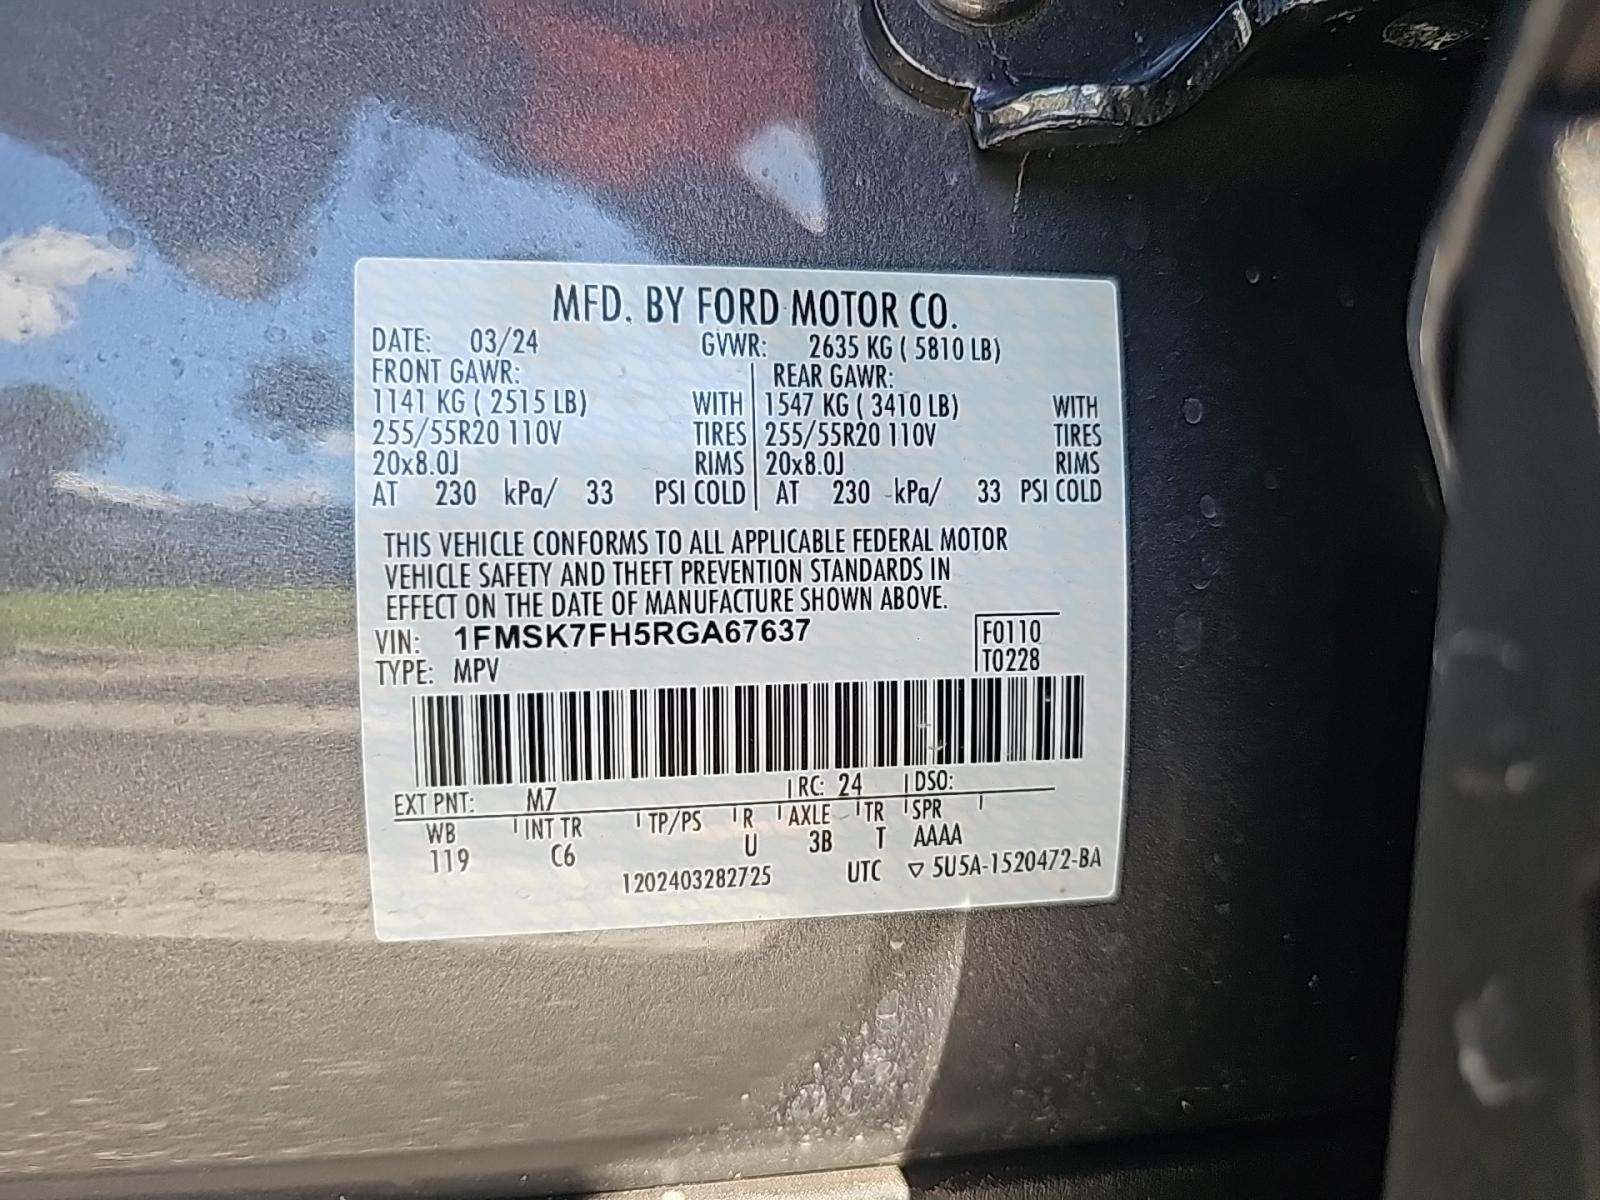 MFD. BY FORD MOTOR CO.
DATE: 03/24 GVWR: 2635 KG ( 5810 LB)
FRONT GAWR: REAR GAWR:
1141 KG ( 2515 LB) WITH 1547 KG ( 3410 LB) WITH
255/55R20 110V TIRES 255/55R20 110V TIRES
20x8.0J RIMS 20x8.0J RIMS
AT 230 kPa/ 33 PSI COLD AT 230 kPa/ 33 PSI COLD
THIS VEHICLE CONFORMS TO ALL APPLICABLE FEDERAL MOTOR
VEHICLE SAFETY AND THEFT PREVENTION STANDARDS IN
EFFECT ON THE DATE OF MANUFACTURE SHOWN ABOVE.
VIN: 1FMSK7FH5RGA67637 F0110
TYPE: MPV T0228
EXT PNT: M7 RC: 24 DSO:
WB INT TR TP/PS R AXLE TR SPR
119 C6 U 3B T AAAA
1202403282725 UTC ▽ 5U5A-1520472-BA